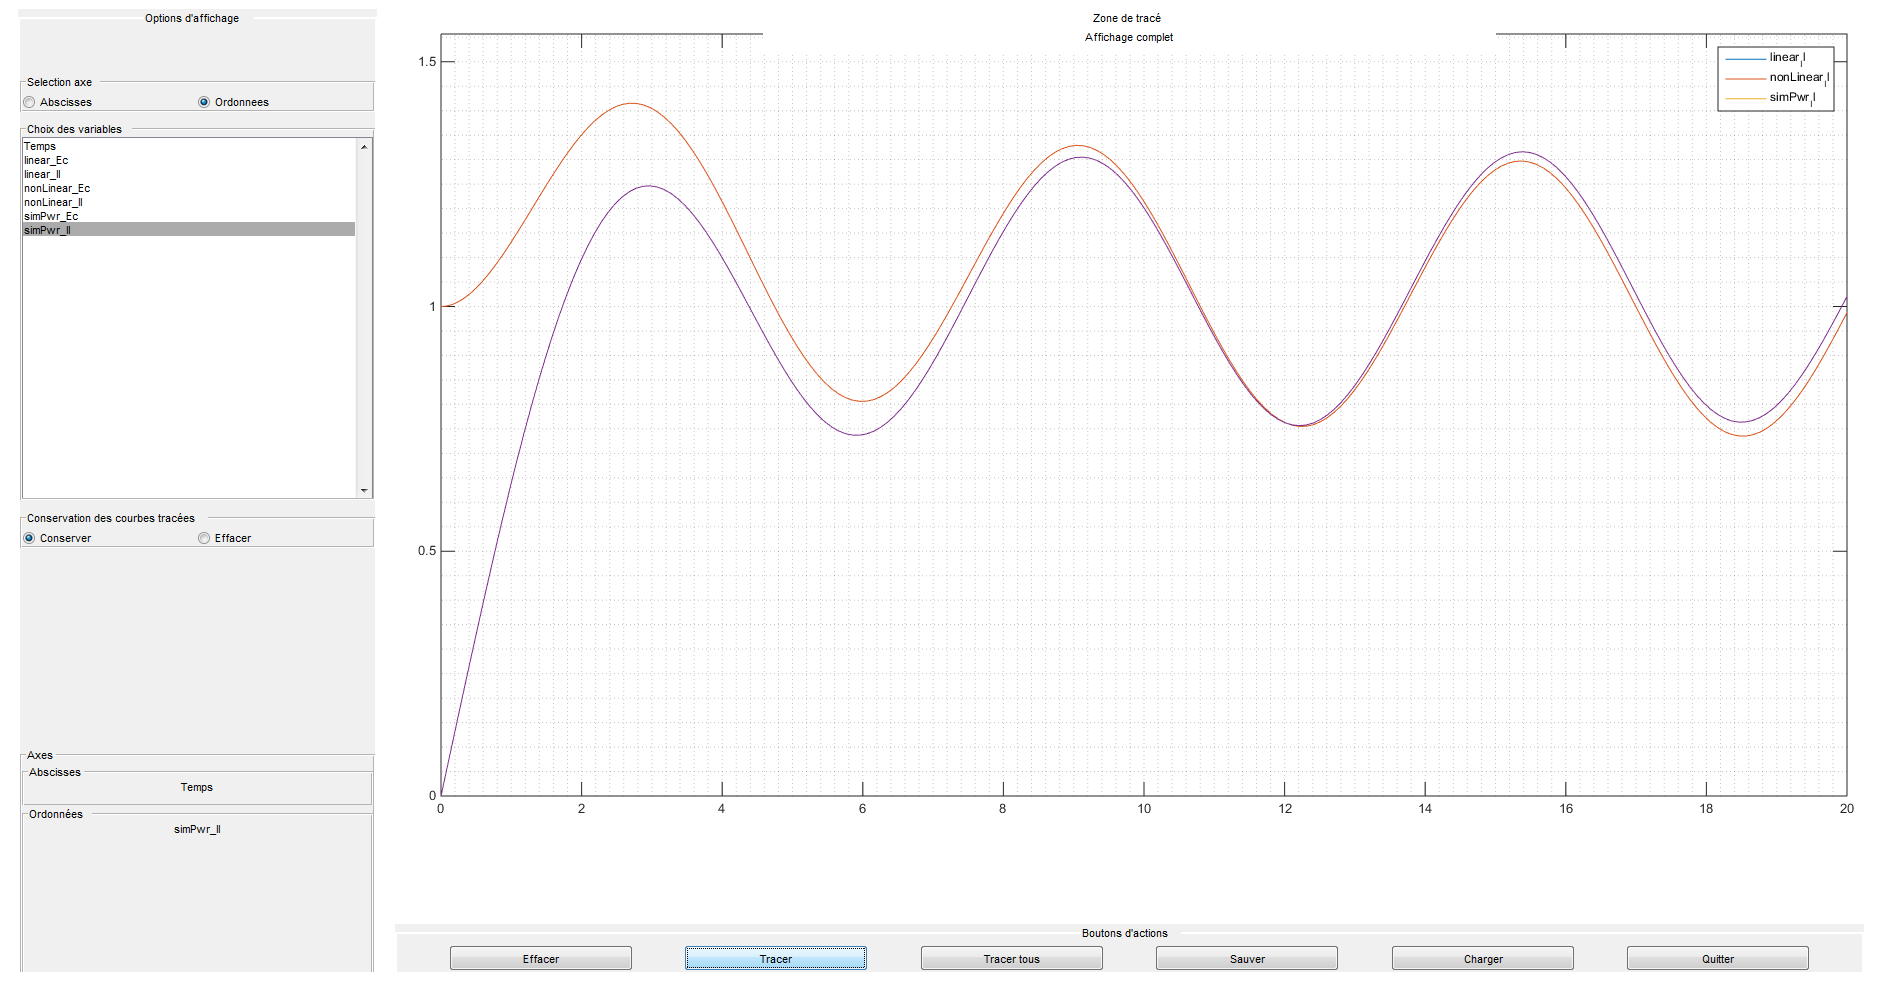 Options d'affichage
Selection axe
Abscisses
Ordonnees
Choix des variables
Temps
linear_Ec
linear_Il
nonLinear_Ec
nonLinear_Il
simPwr_Ec
simPwr_Il
Conservation des courbes tracées
Conserver
Effacer
Axes
Abscisses
Temps
Ordonnées
simPwr_Il
Zone de tracé
Affichage complet
1.5
1
0.5
0
0 2 4 6 8 10 12 14 16 18 20
linear_Il
nonLinear_Il
simPwr_Il
Boutons d'actions
Effacer
Tracer
Tracer tous
Sauver
Charger
Quitter